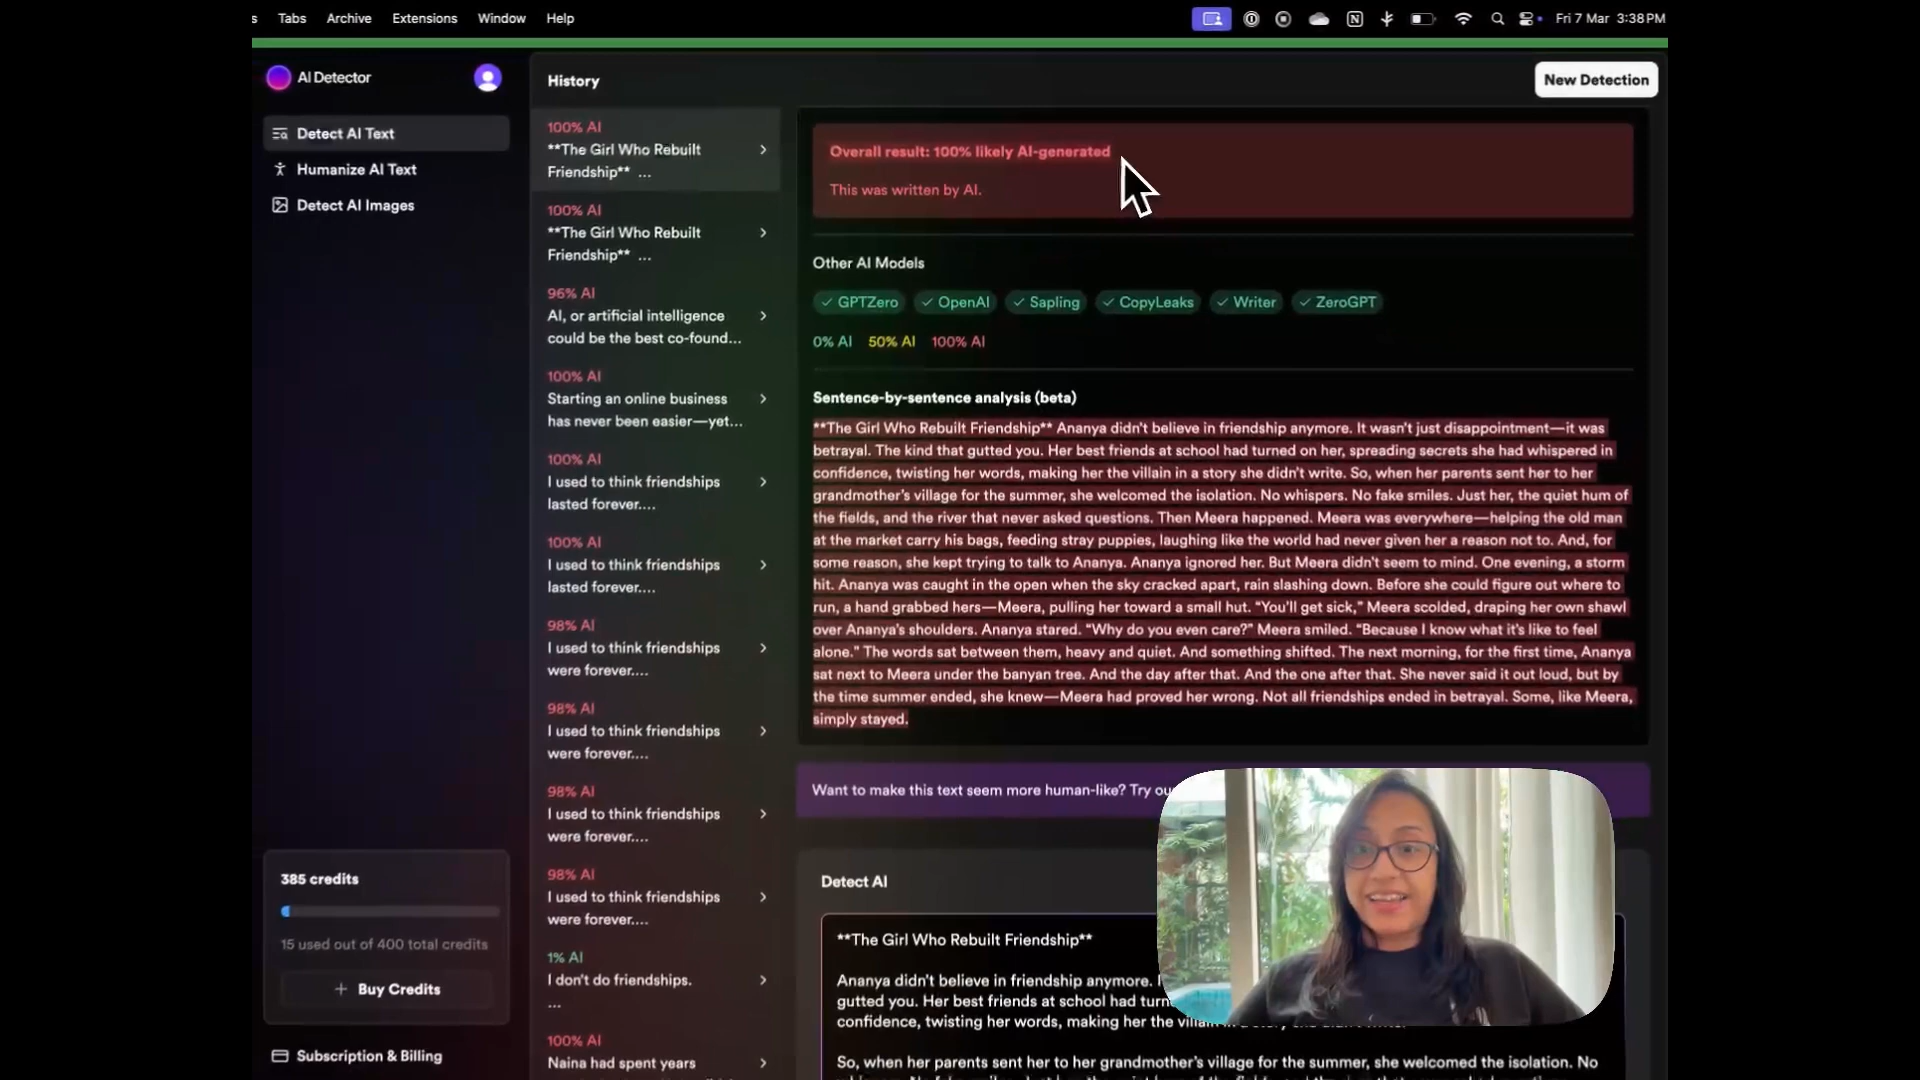 Tabs Archive Extensions Window Help
Fri 7 Mar 3:38PM
AI Detector
Detect AI Text
Humanize AI Text
Detect AI Images
385 credits
15 used out of 400 total credits
+ Buy Credits
Subscription & Billing
History
New Detection
100% AI
**The Girl Who Rebuilt
Friendship** ...
100% AI
**The Girl Who Rebuilt
Friendship** ...
96% AI
AI, or artificial intelligence
could be the best co-found...
100% AI
Starting an online business
has never been easier—yet...
100% AI
I used to think friendships
lasted forever....
100% AI
I used to think friendships
lasted forever....
98% AI
I used to think friendships
were forever....
98% AI
I used to think friendships
were forever....
98% AI
I used to think friendships
were forever....
98% AI
I used to think friendships
were forever....
1% AI
I don't do friendships.
...
100% AI
Naina had spent years
Overall result: 100% likely AI-generated
This was written by AI.
Other AI Models
GPTZero OpenAI Sapling CopyLeaks Writer ZeroGPT
0% AI 50% AI 100% AI
Sentence-by-sentence analysis (beta)
**The Girl Who Rebuilt Friendship** Ananya didn't believe in friendship anymore. It wasn't just disappointment—it was
betrayal. The kind that gutted you. Her best friends at school had turned on her, spreading secrets she had whispered in
confidence, twisting her words, making her the villain in a story she didn't write. So, when her parents sent her to her
grandmother's village for the summer, she welcomed the isolation. No whispers. No fake smiles. Just her, the quiet hum of
the fields, and the river that never asked questions. Then Meera happened. Meera was everywhere—helping the old man
at the market carry his bags, feeding stray puppies, laughing like the world had never given her a reason not to. And, for
some reason, she kept trying to talk to Ananya. Ananya ignored her. But Meera didn't seem to mind. One evening, a storm
hit. Ananya was caught in the open when the sky cracked apart, rain slashing down. Before she could figure out where to
run, a hand grabbed hers—Meera, pulling her toward a small hut. "You'll get sick," Meera scolded, draping her own shawl
over Ananya's shoulders. Ananya stared. "Why do you even care?" Meera smiled. "Because I know what it's like to feel
alone." The words sat between them, heavy and quiet. And something shifted. The next morning, for the first time, Ananya
sat next to Meera under the banyan tree. And the day after that. And the one after that. She never said it out loud, but by
the time summer ended, she knew—Meera had proved her wrong. Not all friendships ended in betrayal. Some, like Meera,
simply stayed.
Want to make this text seem more human-like? Try
Detect AI
**The Girl Who Rebuilt Friendship**
Ananya didn't believe in friendship anymore.
gutted you. Her best friends at school had
confidence, twisting her words, making her the
So, when her parents sent her to her grandmother's village for the summer, she welcomed the isolation. No